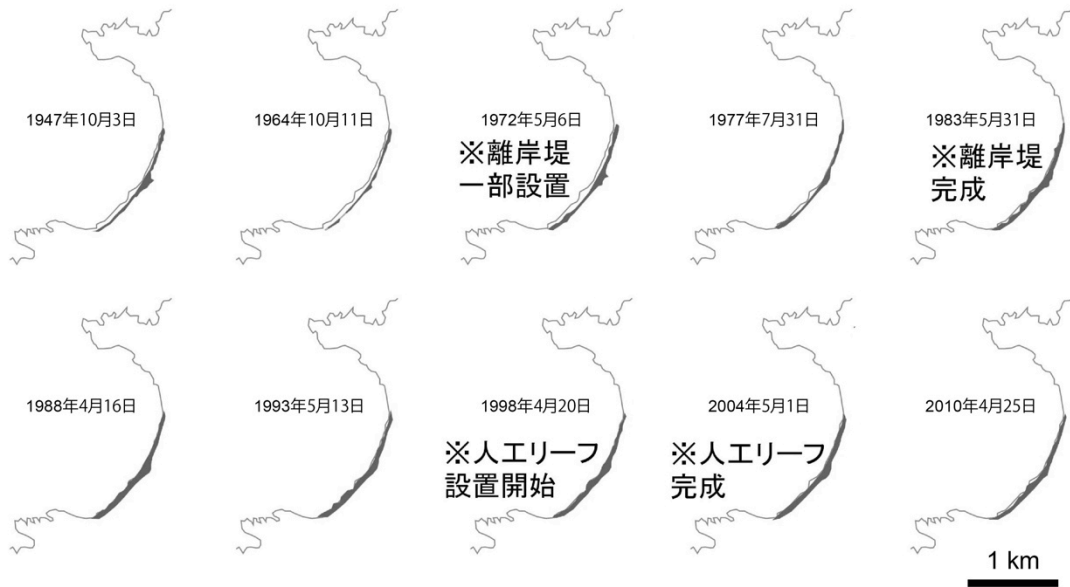 1947年10月3日
1964年10月11日
1972年5月6日
※離岸堤
一部設置
1977年7月31日
1983年5月31日
※離岸堤
完成
1988年4月16日
1993年5月13日
1998年4月20日
※人工リーフ
設置開始
2004年5月1日
※人工リーフ
完成
2010年4月25日
1 km